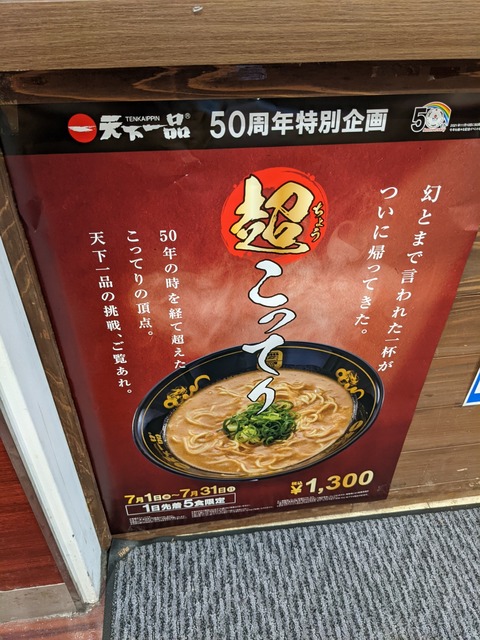 TENKAIPPIN
天下一品®
50周年特別企画
50th
幻とまで言われた一杯が
ついに帰ってきた。
超
ちょう
こってり
50年の時を経て超えた
こってりの頂点。
天下一品の挑戦、ご覧あれ。
7月1日～7月31日
1日先着5食限定
¥1,300